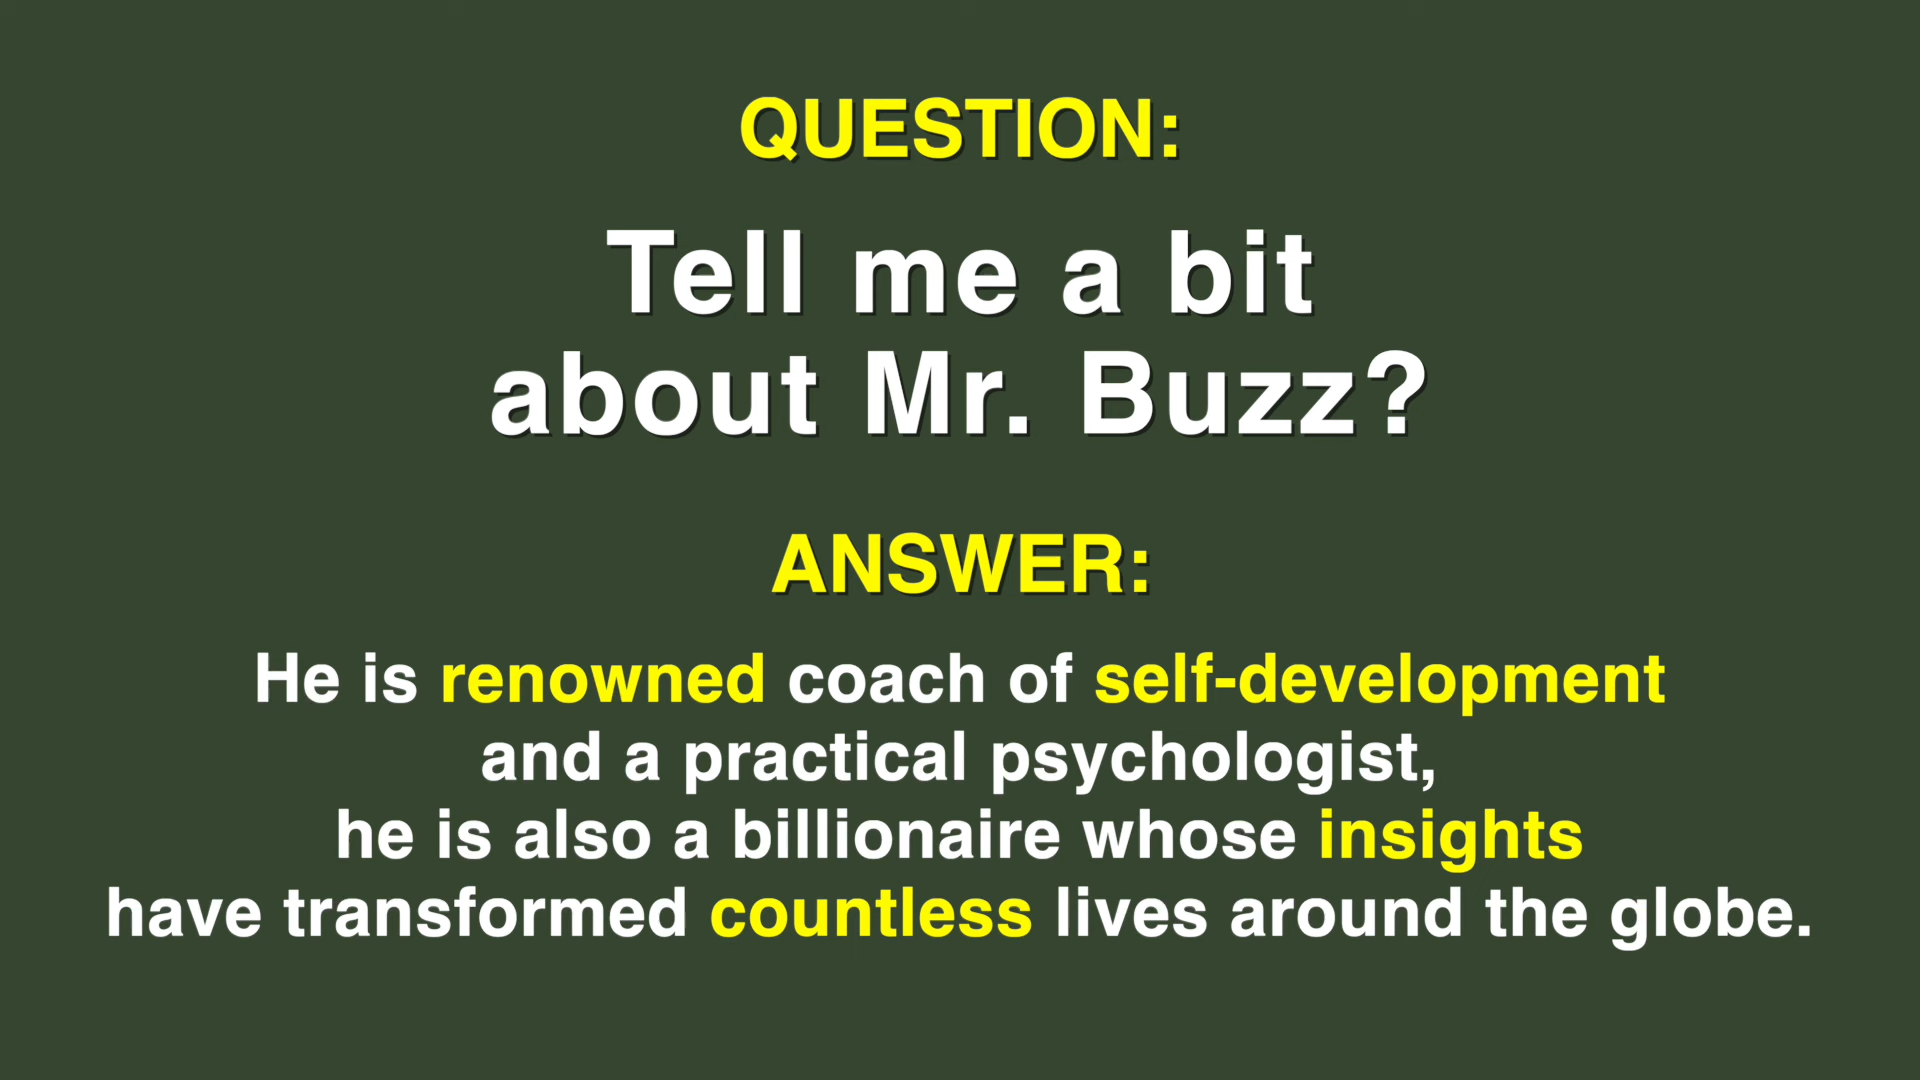 QUESTION:
Tell me a bit
about Mr. Buzz?
ANSWER:
He is renowned coach of self-development
and a practical psychologist,
he is also a billionaire whose insights
have transformed countless lives around the globe.